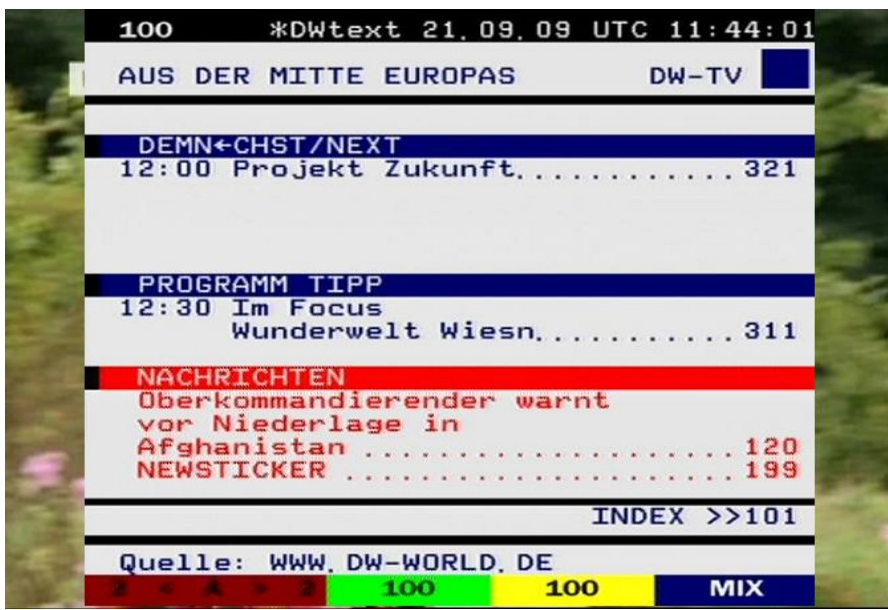 100 *DWtext 21.09.09 UTC 11:44:01
AUS DER MITTE EUROPAS DW-TV
DEMN←CHST/NEXT
12:00 Projekt Zukunft.............321
PROGRAMM TIPP
12:30 Im Focus
Wunderwelt Wiesn............311
NACHRICHTEN
Oberkommandierender warnt
vor Niederlage in
Afghanistan ......................120
NEWSTICKER .......................199
INDEX >>101
Quelle: WWW.DW-WORLD.DE
< A > 100 100 MIX